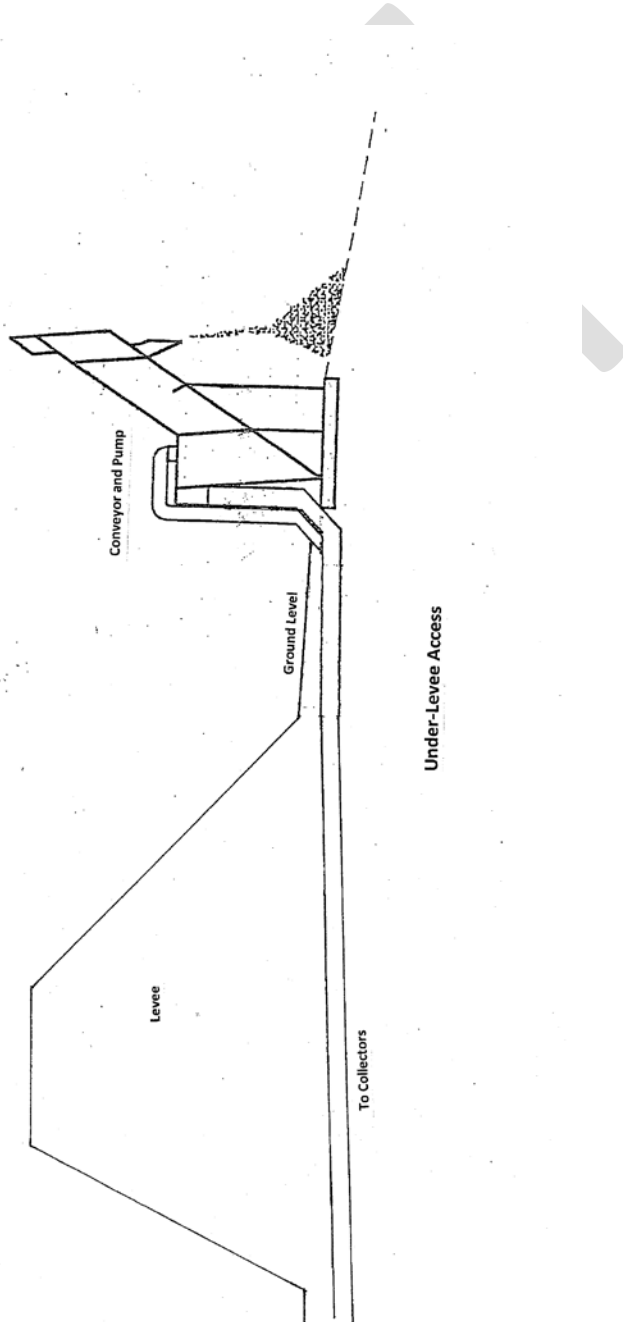 Conveyor and Pump
Ground Level
Levee
To Collectors
Under-Levee Access